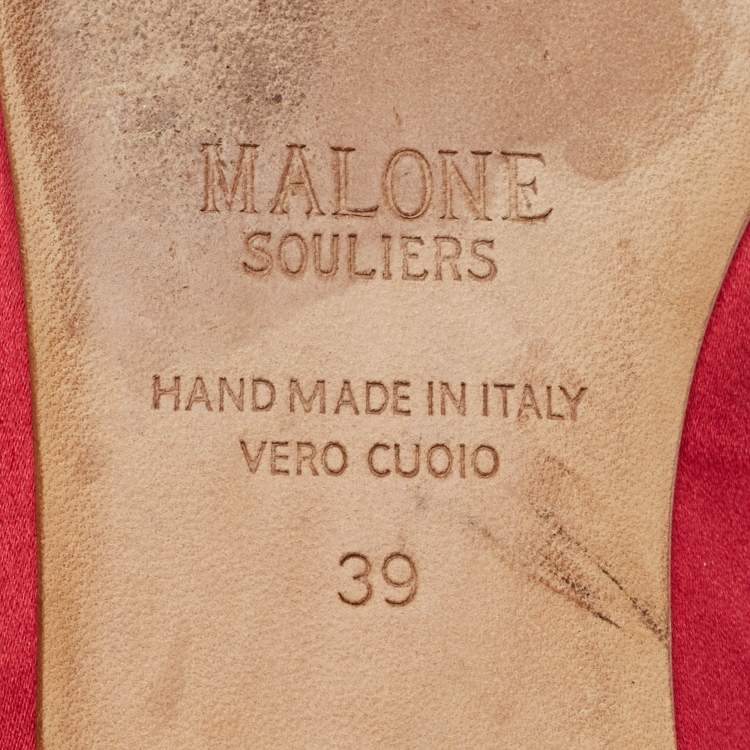 MALONE
SOULIERS
HAND MADE IN ITALY
VERO CUOIO
39